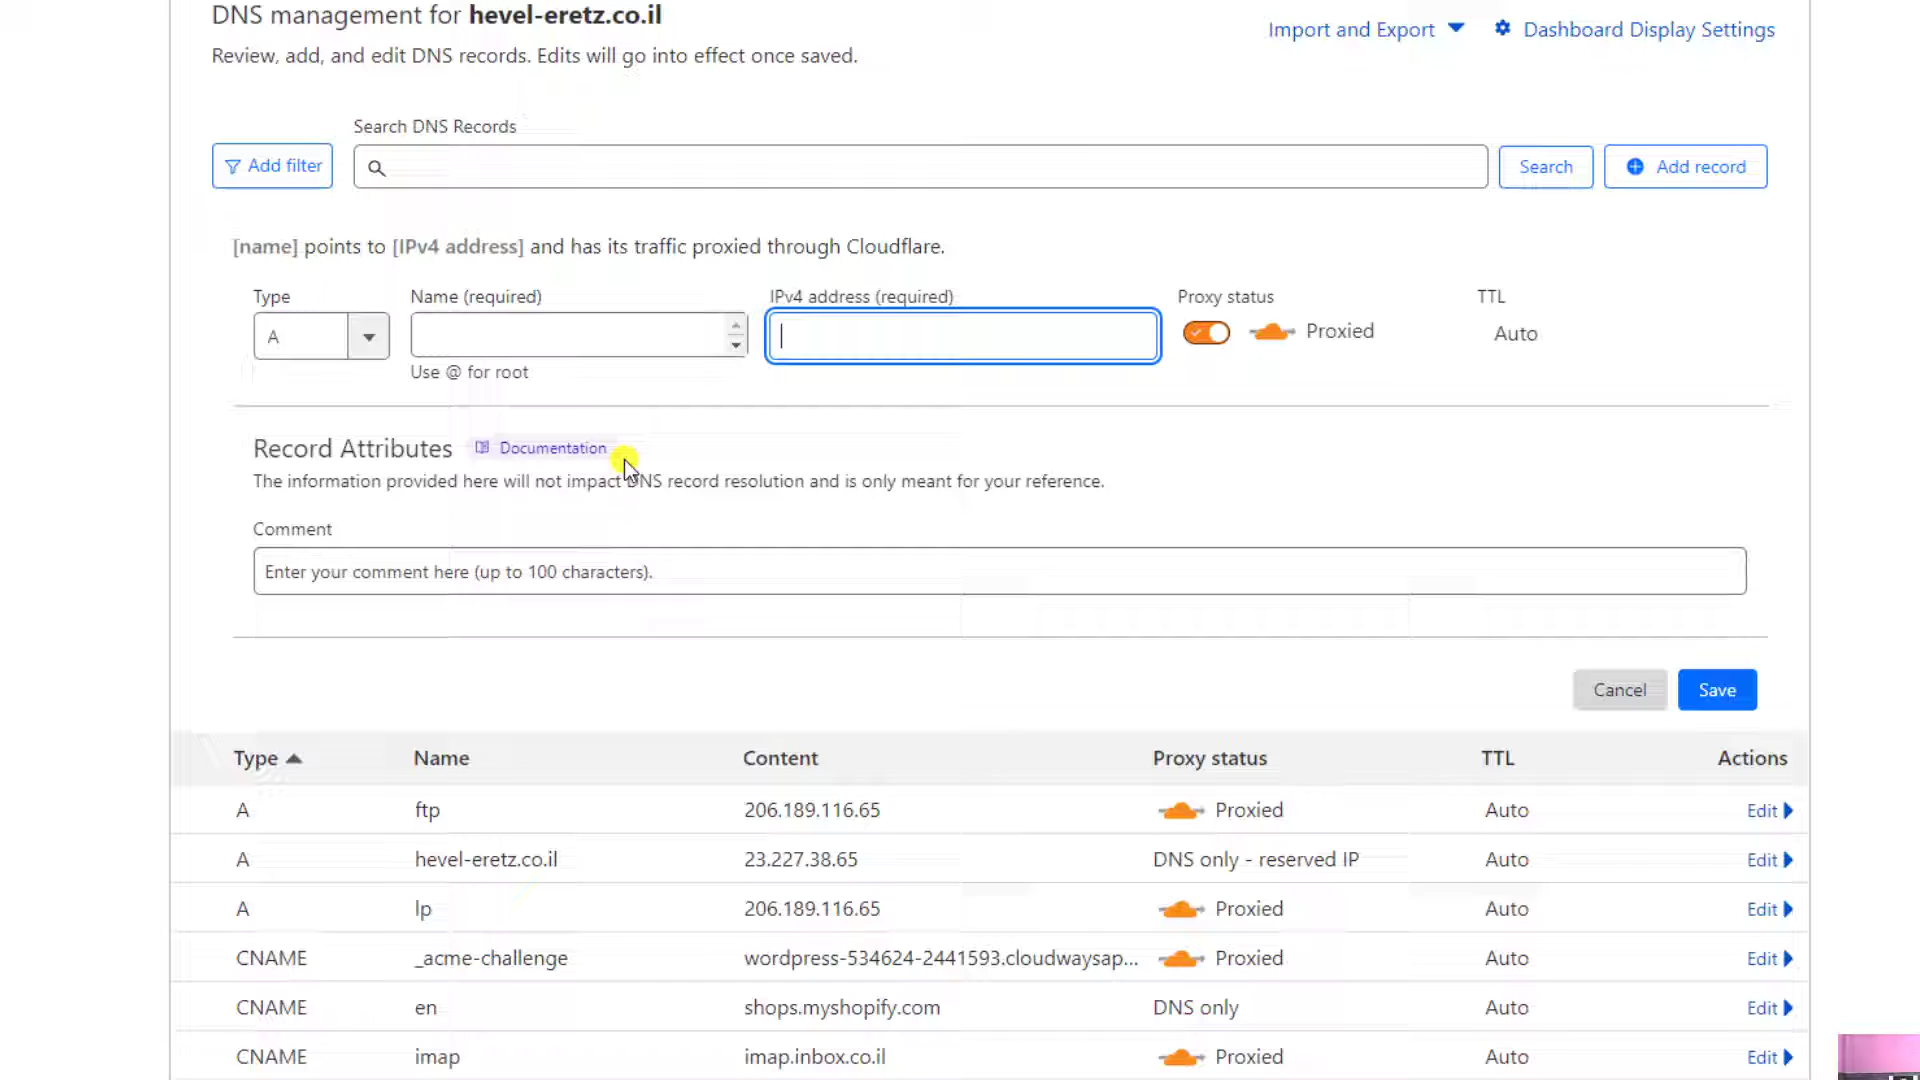 DNS management for hevel-eretz.co.il
Import and Export
Dashboard Display Settings
Review, add, and edit DNS records. Edits will go into effect once saved.
Search DNS Records
Add filter
Search
Add record
[name] points to [IPv4 address] and has its traffic proxied through Cloudflare.
Type
Name (required)
IPv4 address (required)
Proxy status
TTL
A
Proxied
Auto
Use @ for root
Record Attributes
Documentation
The information provided here will not impact DNS record resolution and is only meant for your reference.
Comment
Enter your comment here (up to 100 characters).
Cancel
Save
Type Name Content Proxy status TTL Actions
A ftp 206.189.116.65 Proxied Auto Edit
A hevel-eretz.co.il 23.227.38.65 DNS only - reserved IP Auto Edit
A lp 206.189.116.65 Proxied Auto Edit
CNAME _acme-challenge wordpress-534624-2441593.cloudwaysap... Proxied Auto Edit
CNAME en shops.myshopify.com DNS only Auto Edit
CNAME imap imap.inbox.co.il Proxied Auto Edit